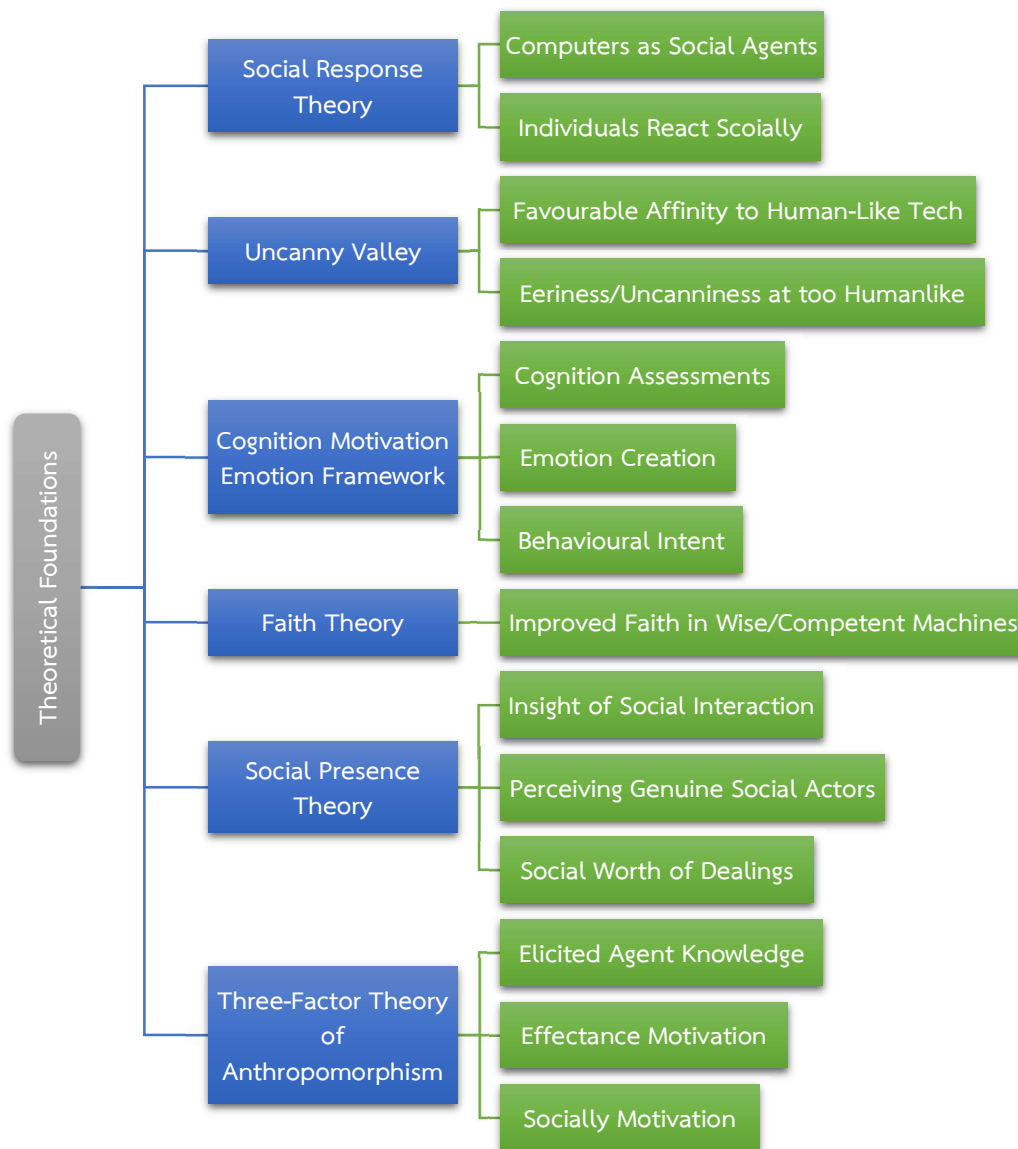 Theoretical Foundations
Social Response
Theory
Computers as Social Agents
Individuals React Scoially
Uncanny Valley
Favourable Affinity to Human-Like Tech
Eeriness/Uncanniness at too Humanlike
Cognition Motivation
Emotion Framework
Cognition Assessments
Emotion Creation
Behavioural Intent
Faith Theory
Improved Faith in Wise/Competent Machines
Social Presence
Theory
Insight of Social Interaction
Perceiving Genuine Social Actors
Social Worth of Dealings
Three-Factor Theory
of
Anthropomorphism
Elicited Agent Knowledge
Effectance Motivation
Socially Motivation